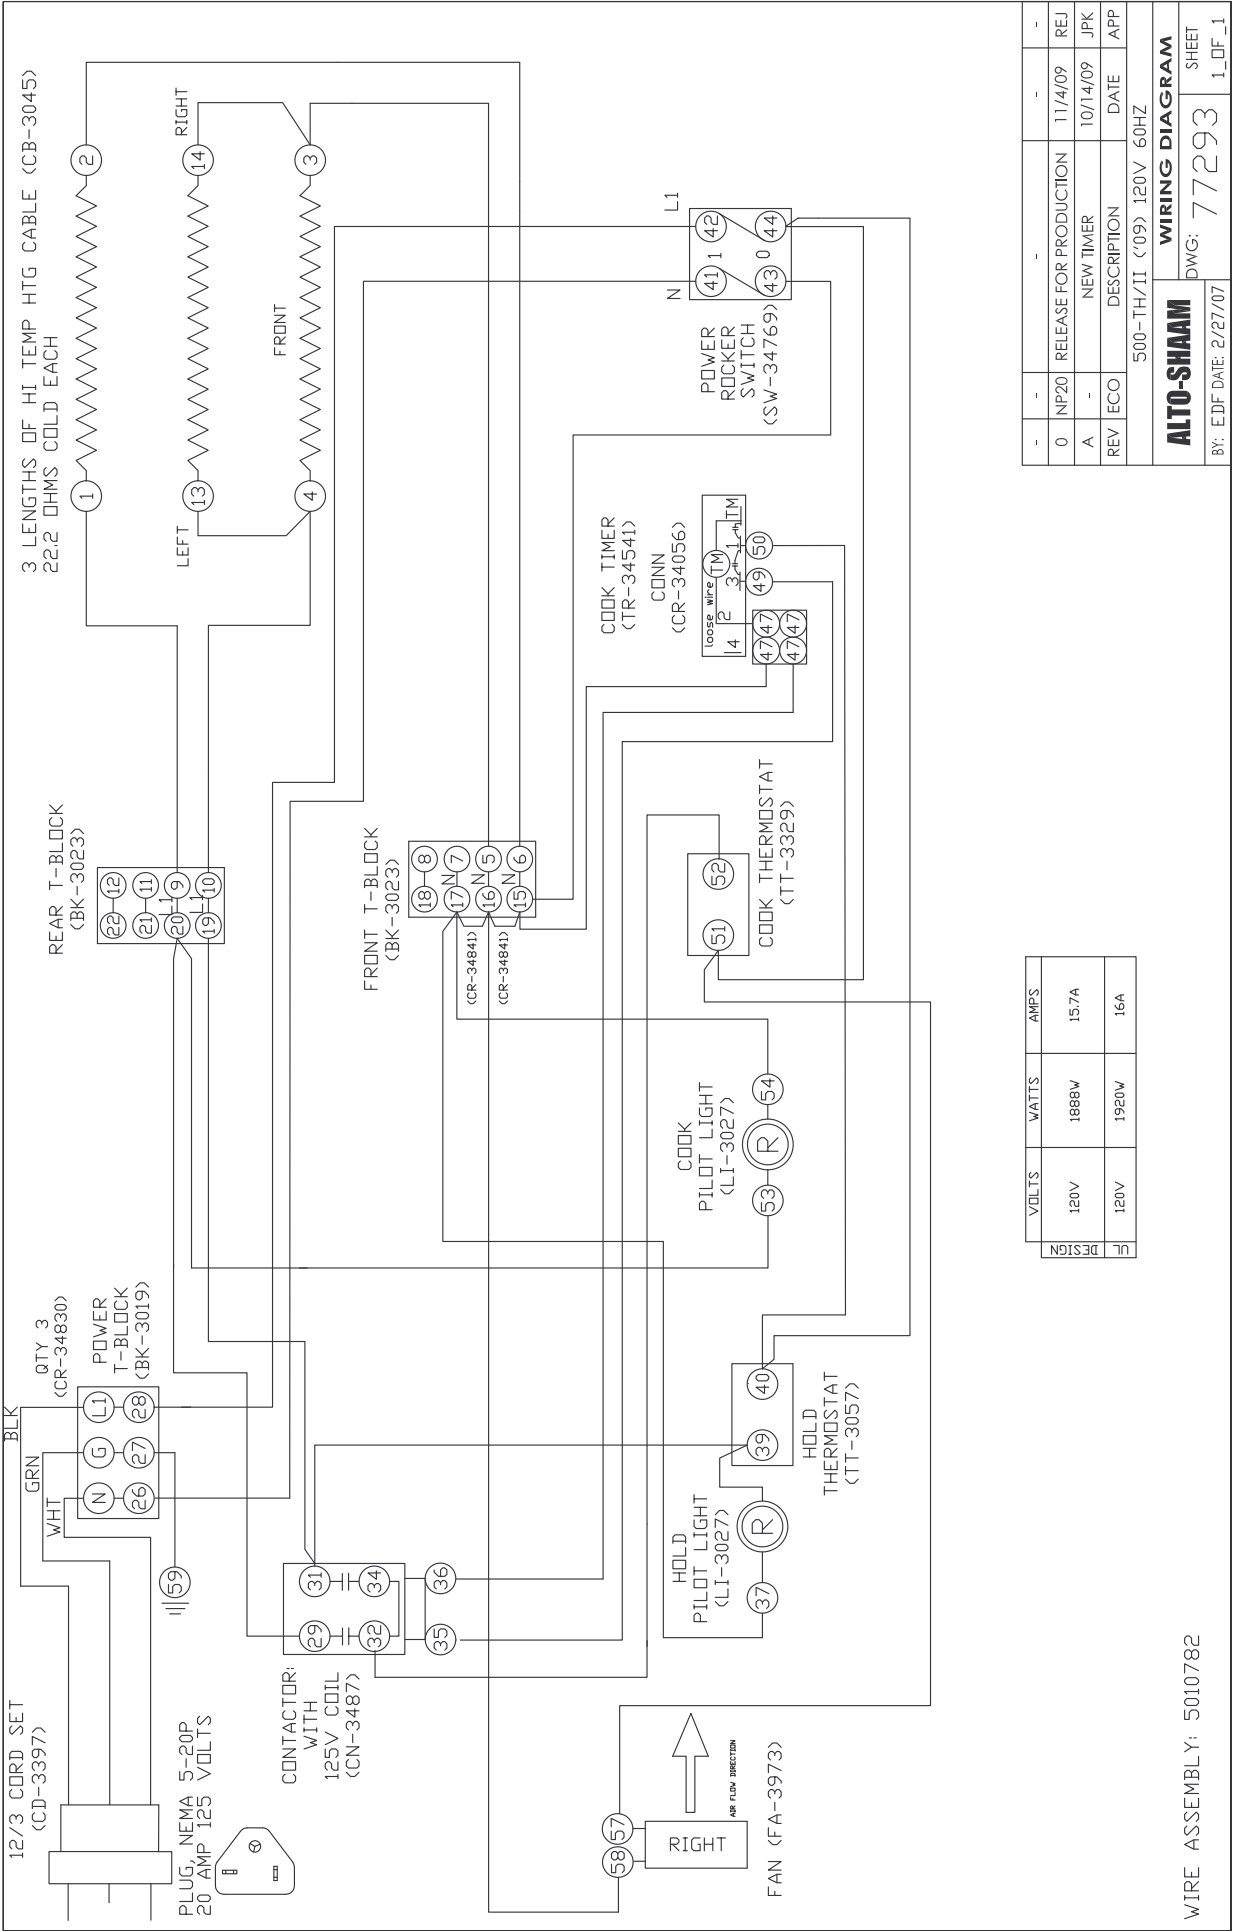 12/3 CORD SET
(CD-3397)
PLUG, NEMA 5-20P
20 AMP 125 VOLTS
BLK
GRN
WHT
QTY 3
(CR-34830)
POWER
T-BLOCK
(BK-3019)
N
G
L1
26
27
28
59
REAR T-BLOCK
(BK-3023)
22
12
21
11
20
9
L1
19
10
L1
3 LENGTHS OF HI TEMP HTG CABLE (CB-3045)
22.2 OHMS COLD EACH
1
2
LEFT
13
14
RIGHT
FRONT
4
3
CONTACTOR:
WITH
125V COIL
(CN-3487)
29
31
32
34
35
36
FRONT T-BLOCK
(BK-3023)
18
8
17
N
7
16
N
5
15
N
6
(CR-34841)
(CR-34841)
COOK TIMER
(TR-34541)
CONN
(CR-34056)
loose wire
4
2
3
1
TM
TM
47
47
47
47
49
50
N
L1
41
42
1
0
43
44
POWER
ROCKER
SWITCH
(SW-34769)
HOLD
PILOT LIGHT
(LI-3027)
37
R
39
40
HOLD
THERMOSTAT
(TT-3057)
COOK
PILOT LIGHT
(LI-3027)
53
R
54
51
52
COOK THERMOSTAT
(TT-3329)
58
57
RIGHT
AIR FLOW DIRECTION
FAN (FA-3973)
VOLTS WATTS AMPS
DESIGN 120V 1888W 15.7A
UL 120V 1920W 16A
WIRE ASSEMBLY: 5010782
- - - - -
0 NP20 RELEASE FOR PRODUCTION 11/4/09 REJ
A - NEW TIMER 10/14/09 JPK
REV ECO DESCRIPTION DATE APP
500-TH/II ('09) 120V 60HZ
ALTO-SHAAM
WIRING DIAGRAM
BY: EDF DATE: 2/27/07
DWG: 77293
SHEET
1_OF_1